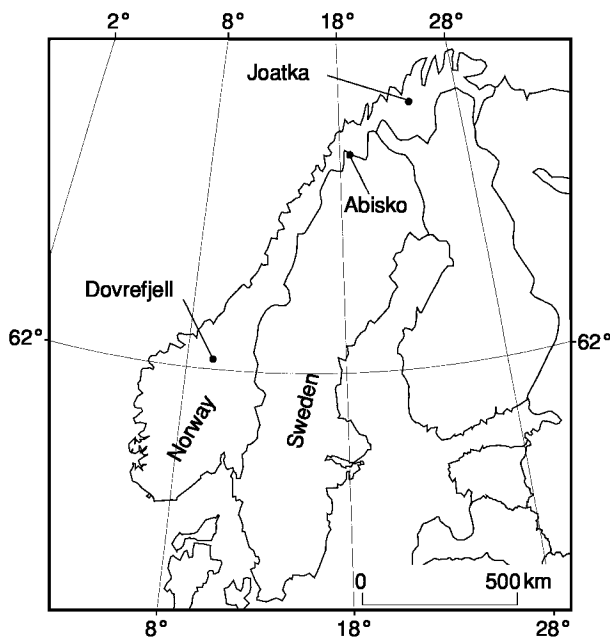 2° 8° 18° 28°
Joatka
Abisko
Dovrefjell
62° 62°
Norway
Sweden
0 500 km
8° 18° 28°